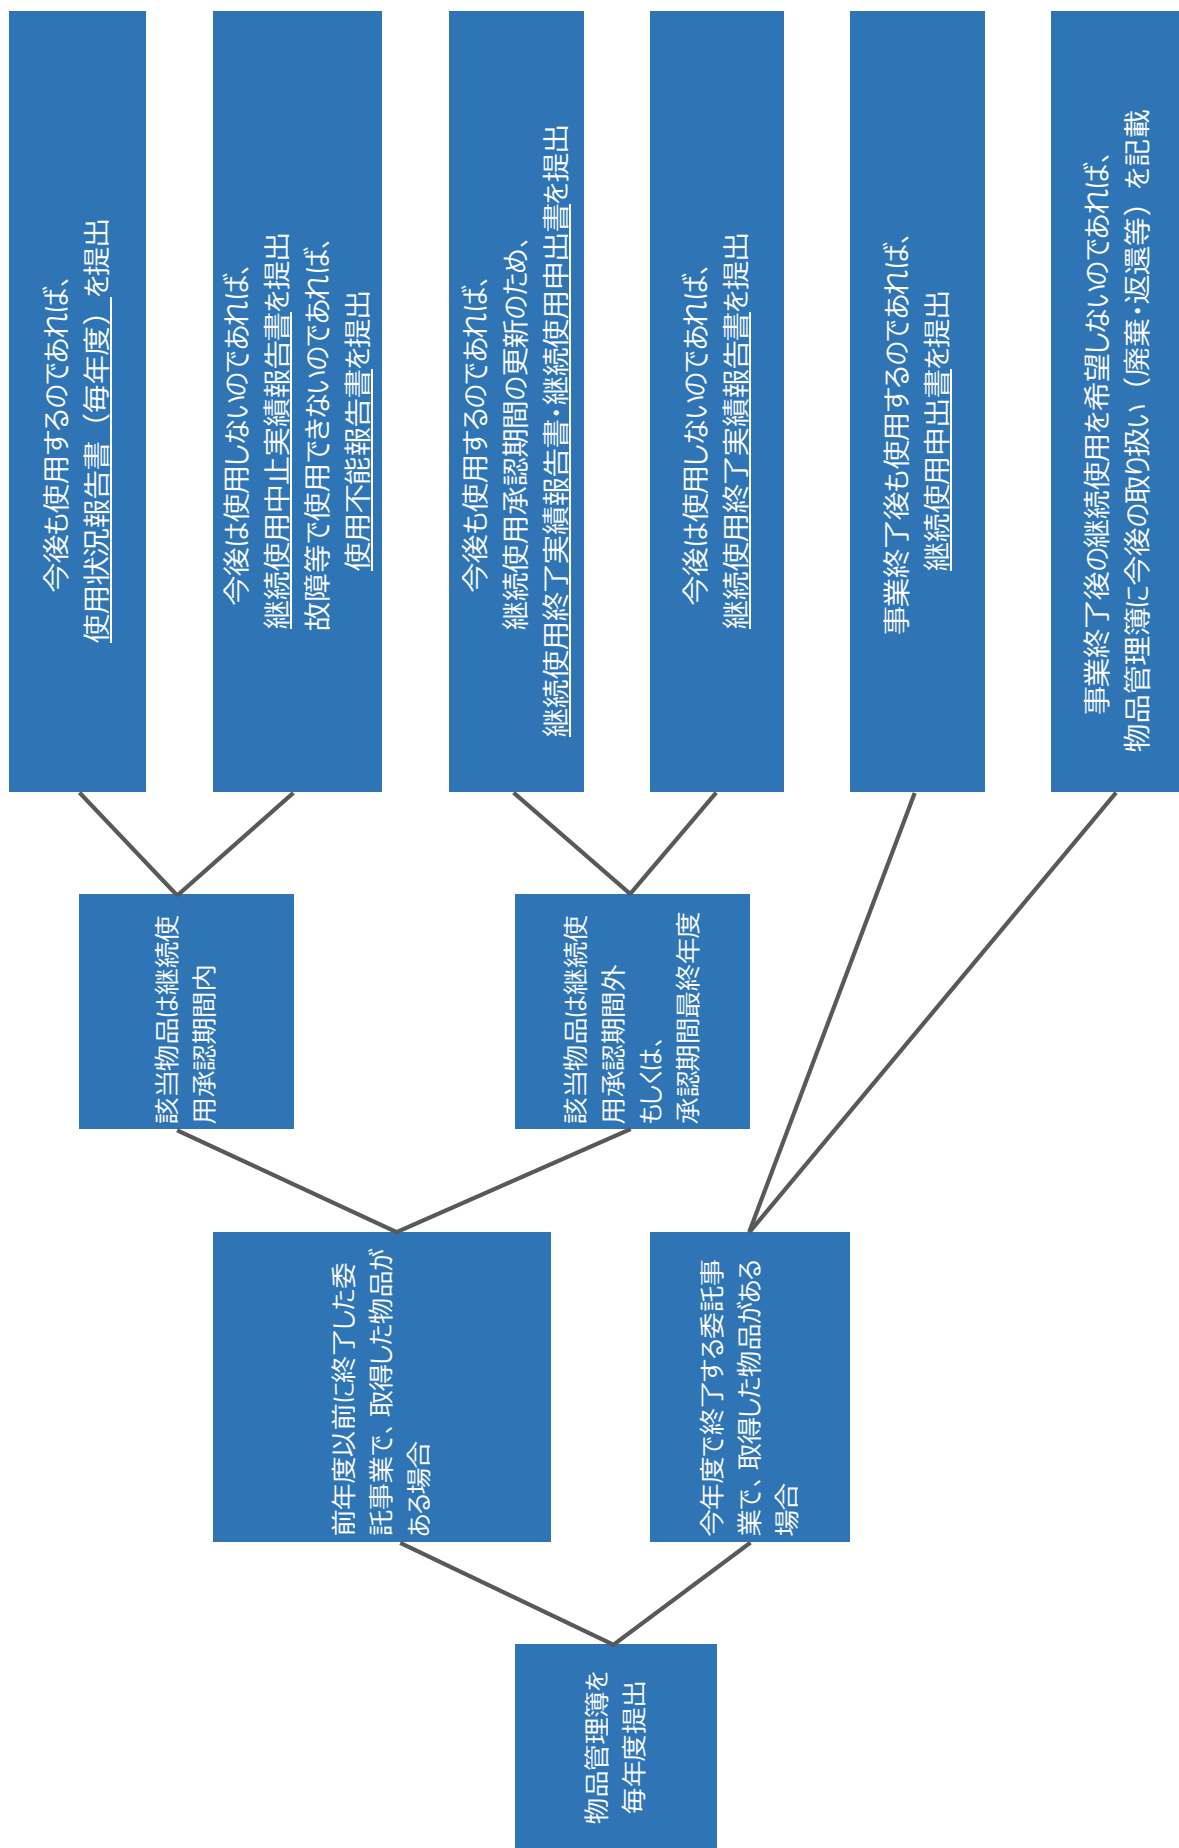 物品管理簿を
毎年度提出
前年度以前に終了した委
託事業で、取得した物品が
ある場合
今年度で終了する委託事
業で、取得した物品がある
場合
該当物品は継続使
用承認期間内
該当物品は継続使
用承認期間外
もしくは、
承認期間最終年度
今後も使用するのであれば、
使用状況報告書（毎年度）を提出
今後は使用しないのであれば、
継続使用中止実績報告書を提出
故障等で使用できないのであれば、
使用不能報告書を提出
今後も使用するのであれば、
継続使用承認期間の更新のため、
継続使用終了実績報告書・継続使用申出書を提出
今後は使用しないのであれば、
継続使用終了実績報告書を提出
事業終了後も使用するのであれば、
継続使用申出書を提出
事業終了後の継続使用を希望しないのであれば、
物品管理簿に今後の取り扱い（廃棄・返還等）を記載